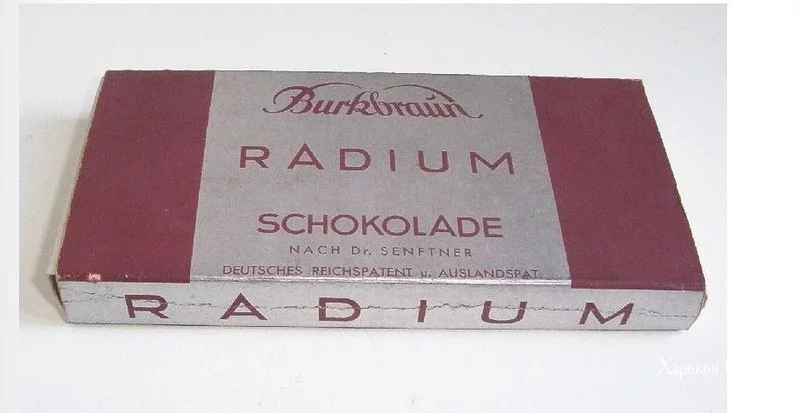 Burkbraun
RADIUM
SCHOKOLADE
NACH Dr. SENFTNER
DEUTSCHES REICHSPATENT u. AUSLANDSPAT.
RADIUM
Харьков